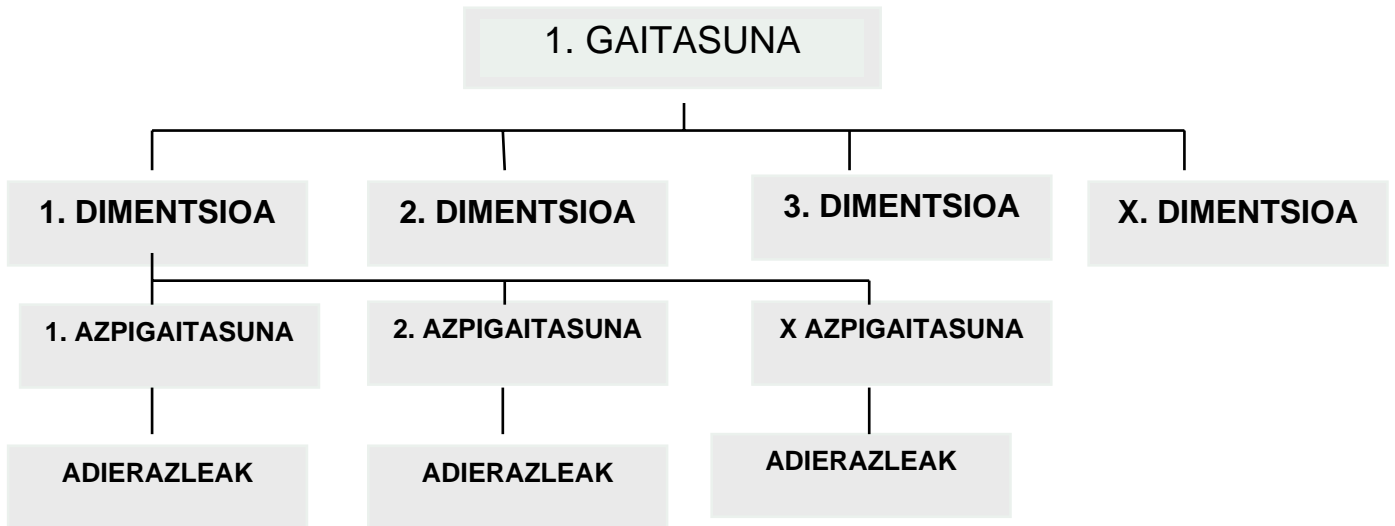 1. GAITASUNA
1. DIMENTSIOA
2. DIMENTSIOA
3. DIMENTSIOA
X. DIMENTSIOA
1. AZPIGAITASUNA
2. AZPIGAITASUNA
X AZPIGAITASUNA
ADIERAZLEAK
ADIERAZLEAK
ADIERAZLEAK